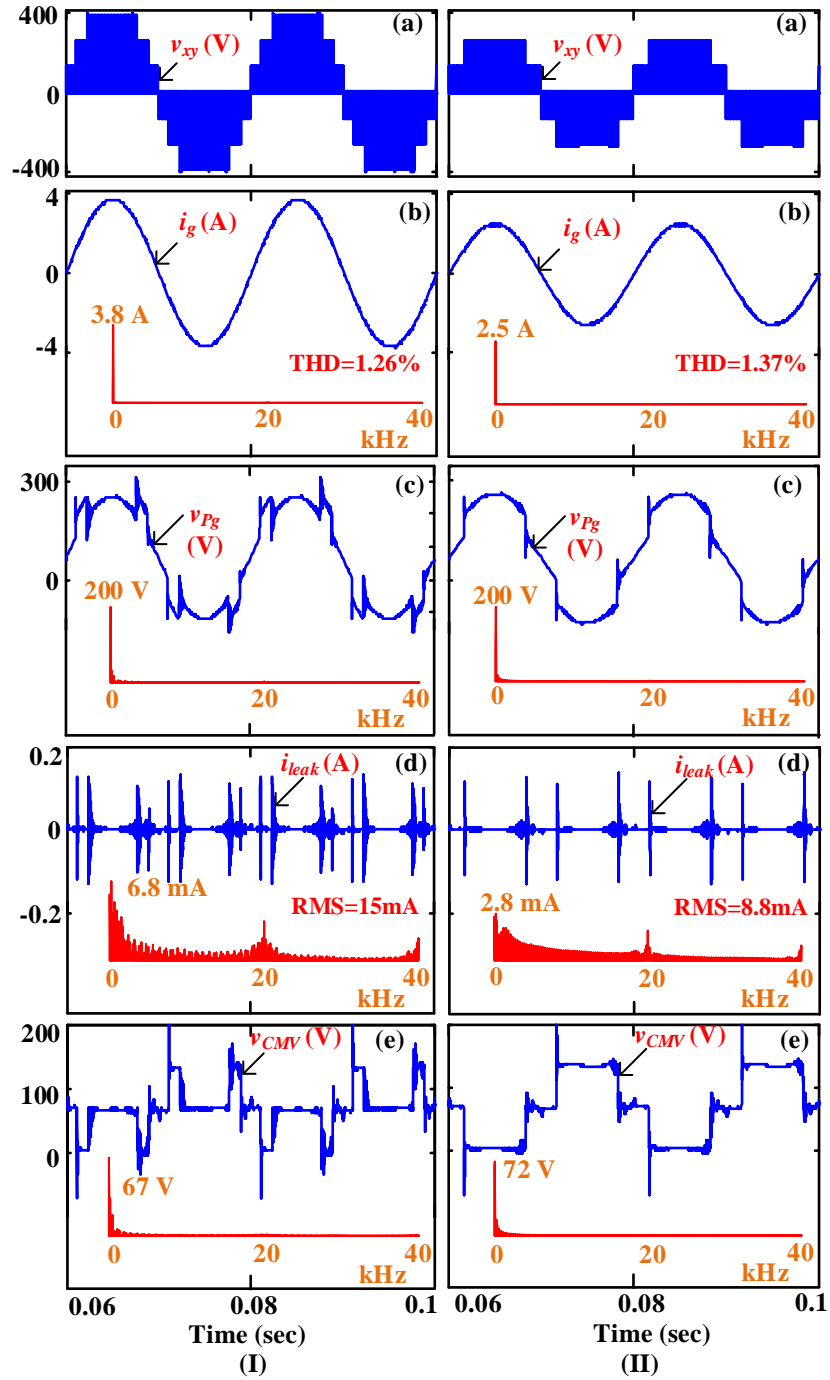 400
0
-400
v_xy (V)
(a)
4
0
-4
i_g (A)
(b)
3.8 A
THD=1.26%
0 20 40
kHz
300
0
v_Pg
(V)
(c)
200 V
0 20 40
kHz
0.2
0
-0.2
i_leak (A)
(d)
6.8 mA
RMS=15mA
0 20 40
kHz
200
100
0
v_CMV (V)
(e)
67 V
0 20 40
kHz
0.06 0.08 0.1
Time (sec)
(I)
v_xy (V)
(a)
i_g (A)
(b)
2.5 A
THD=1.37%
0 20 40
kHz
v_Pg
(V)
(c)
200 V
0 20 40
kHz
i_leak (A)
(d)
2.8 mA
RMS=8.8mA
0 20 40
kHz
v_CMV (V)
(e)
72 V
0 20 40
kHz
0.06 0.08 0.1
Time (sec)
(II)